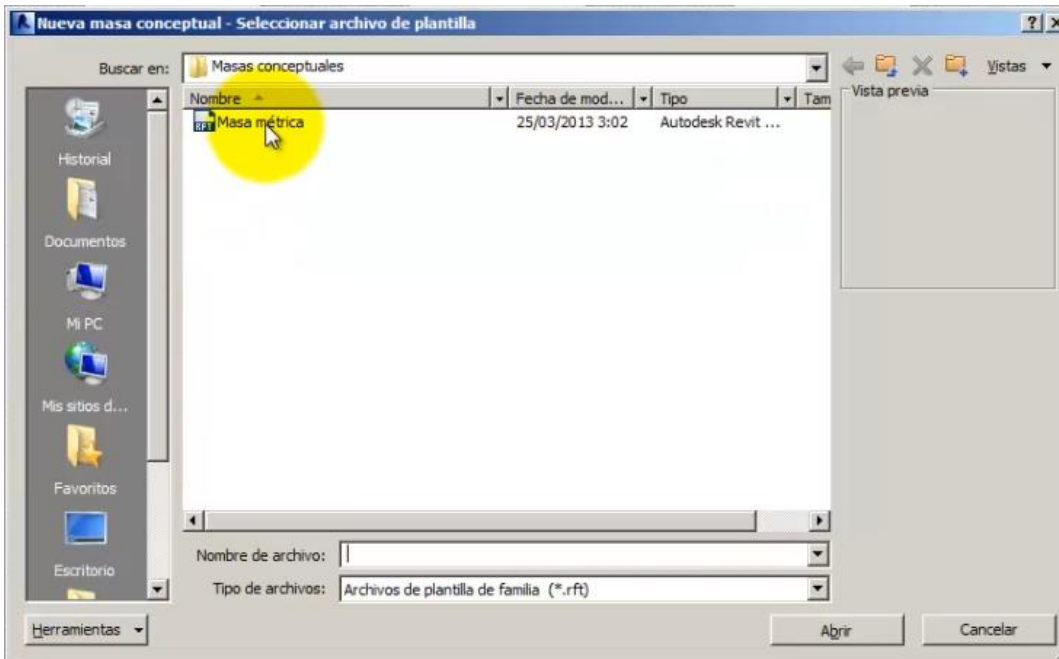 Nueva masa conceptual - Seleccionar archivo de plantilla
Buscar en: Masas conceptuales Vistas
Nombre Fecha de mod... Tipo Tam Vista previa
RFT Masa métrica 25/03/2013 3:02 Autodesk Revit ...
Historial
Documentos
Mi PC
Mis sitios d...
Favoritos
Escritorio
Nombre de archivo:
Tipo de archivos: Archivos de plantilla de familia (*.rft)
Herramientas Abrir Cancelar